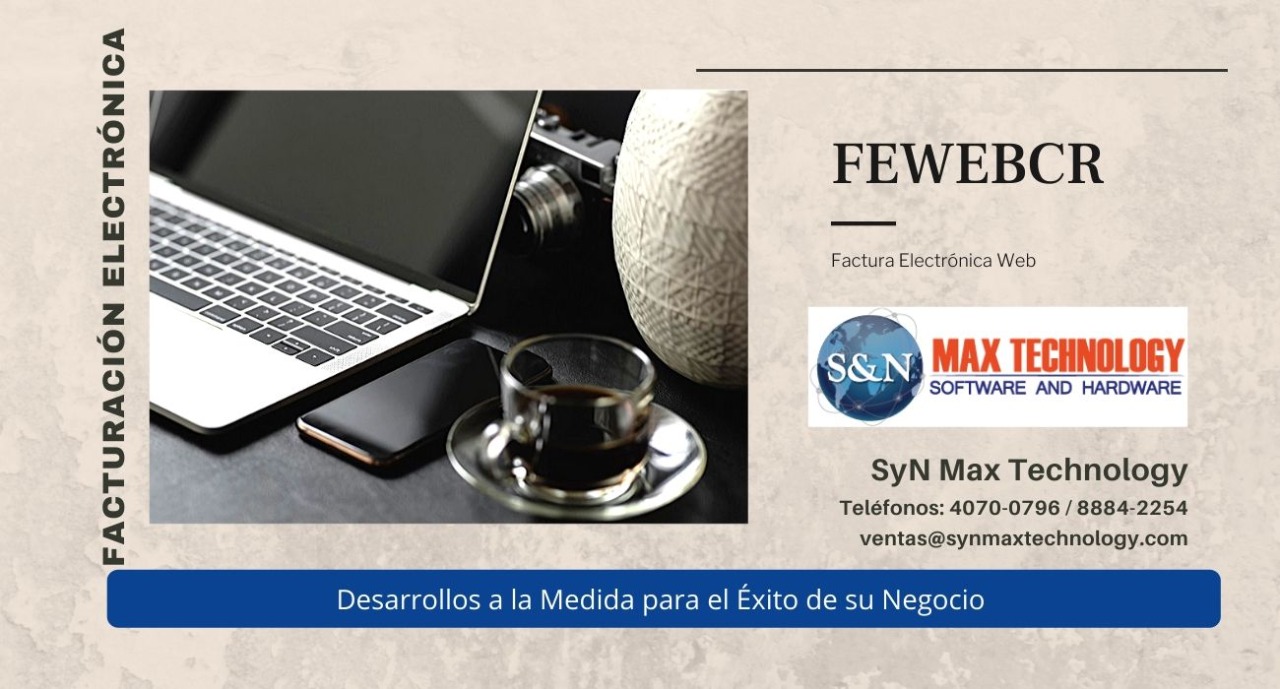 FACTURACIÓN ELECTRÓNICA
FEWEBCR
Factura Electrónica Web
S&N
MAX TECHNOLOGY
SOFTWARE AND HARDWARE
SyN Max Technology
Teléfonos: 4070-0796 / 8884-2254
ventas@synmaxtechnology.com
Desarrollos a la Medida para el Éxito de su Negocio